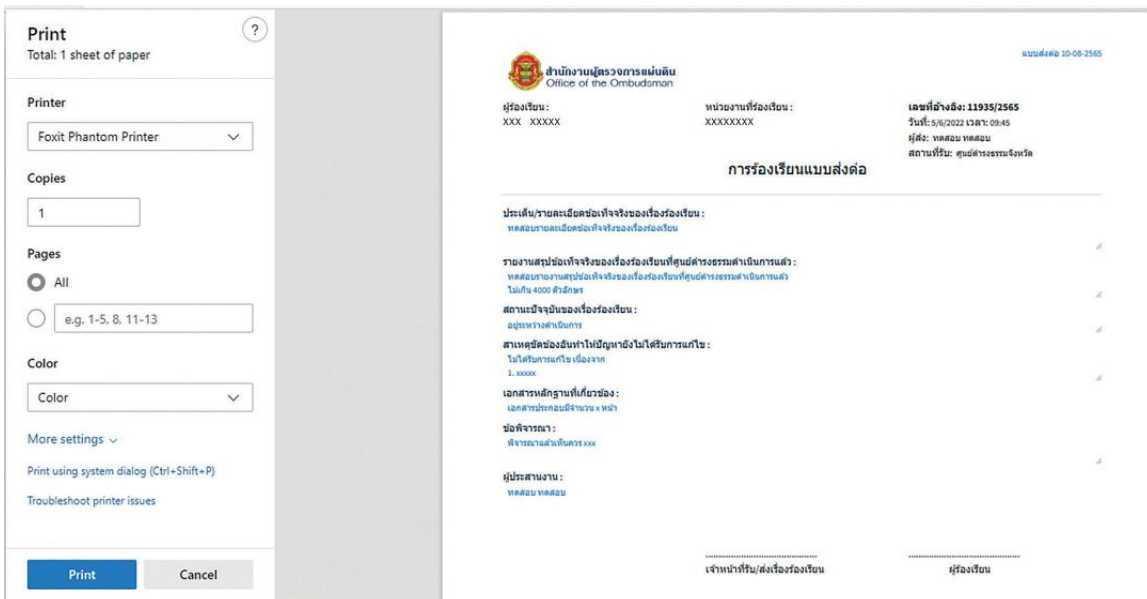 Print
?
Total: 1 sheet of paper
Printer
Foxit Phantom Printer
Copies
1
Pages
All
e.g. 1-5, 8, 11-13
Color
Color
More settings
Print using system dialog (Ctrl+Shift+P)
Troubleshoot printer issues
Print Cancel
แบบส่งต่อ 10-08-2565
สำนักงานผู้ตรวจการแผ่นดิน
Office of the Ombudsman
ผู้ร้องเรียน : หน่วยงานที่ร้องเรียน : เลขที่อ้างอิง: 11935/2565
XXX XXXXX XXXXXXXX วันที่: 5/6/2022 เวลา: 09:45
ผู้ส่ง: ทดสอบ ทดสอบ
สถานที่รับ: ศูนย์ดำรงธรรมจังหวัด
การร้องเรียนแบบส่งต่อ
ประเด็น/รายละเอียดข้อเท็จจริงของเรื่องร้องเรียน :
ทดสอบรายละเอียดข้อเท็จจริงของเรื่องร้องเรียน
รายงานสรุปข้อเท็จจริงของเรื่องร้องเรียนที่ศูนย์ดำรงธรรมดำเนินการแล้ว :
ทดสอบรายงานสรุปข้อเท็จจริงของเรื่องร้องเรียนที่ศูนย์ดำรงธรรมดำเนินการแล้ว
ไม่เกิน 4000 ตัวอักษร
สถานะปัจจุบันของเรื่องร้องเรียน :
อยู่ระหว่างดำเนินการ
สาเหตุขัดข้องอันทำให้ปัญหายังไม่ได้รับการแก้ไข :
ไม่ได้รับการแก้ไข เนื่องจาก
1. xxxxx
เอกสารหลักฐานที่เกี่ยวข้อง :
เอกสารประกอบมีจำนวน x หน้า
ข้อพิจารณา :
พิจารณาแล้วเห็นควร xxx
ผู้ประสานงาน :
ทดสอบ ทดสอบ
เจ้าหน้าที่รับ/ส่งเรื่องร้องเรียน ผู้ร้องเรียน